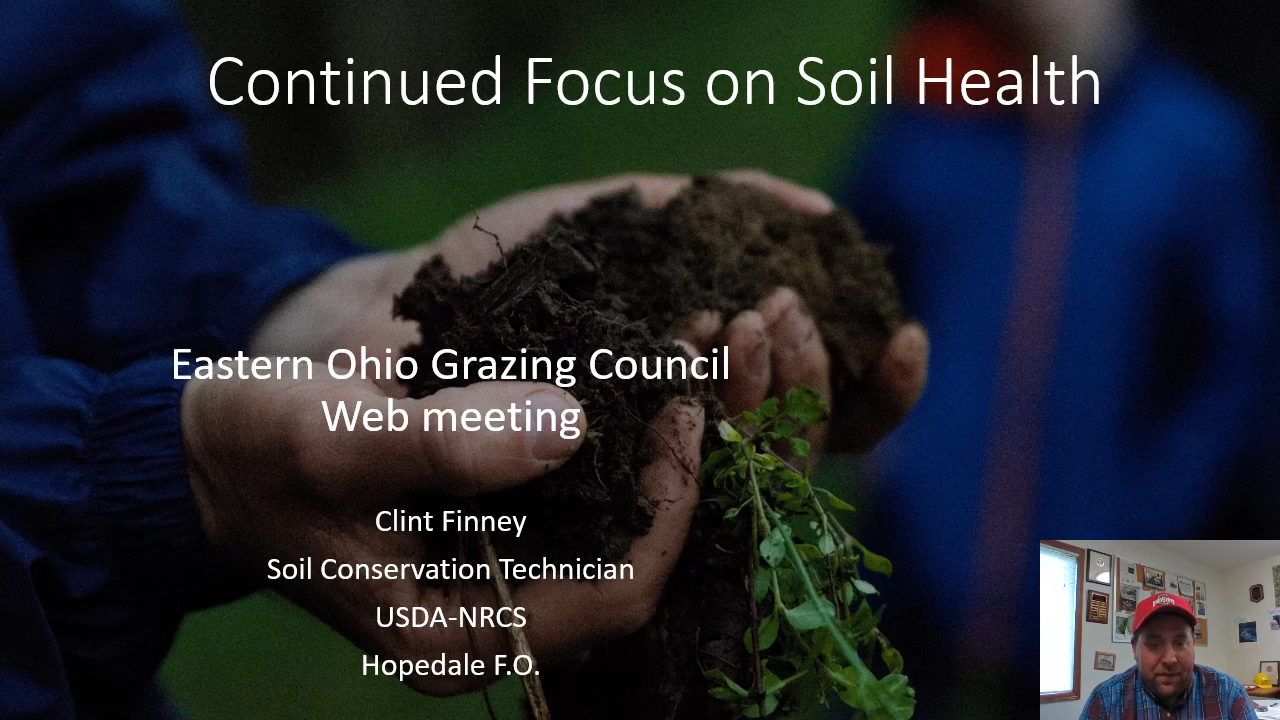 Continued Focus on Soil Health
Eastern Ohio Grazing Council
Web meeting
Clint Finney
Soil Conservation Technician
USDA-NRCS
Hopedale F.O.